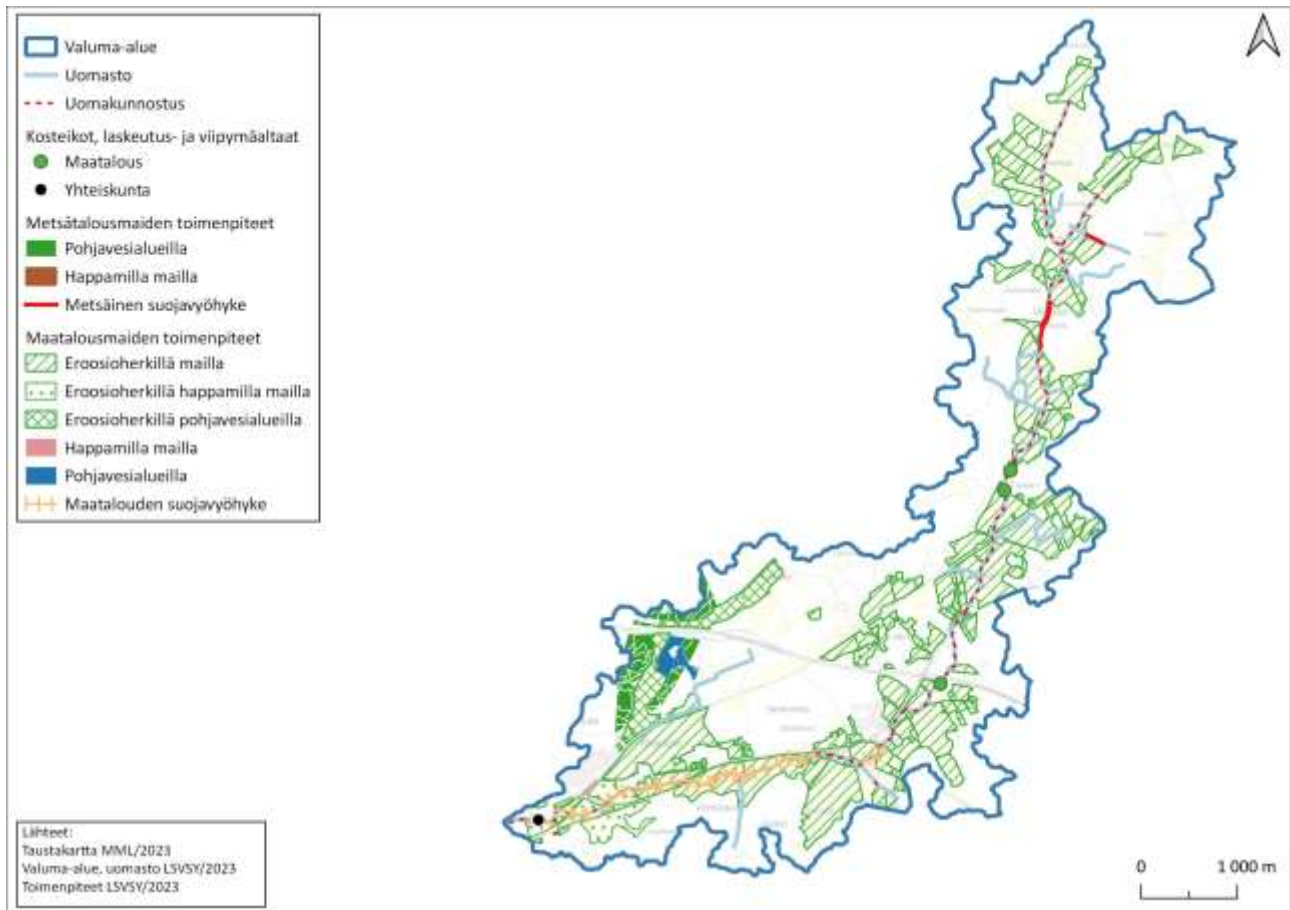 Valuma-alue
Uomasto
Uomakunnostus
Kosteikot, laskeutus- ja viipymäaltaat
Maatalous
Yhteiskunta
Metsätalousmaiden toimenpiteet
Pohjavesialueilla
Happamilla mailla
Metsäinen suojavyöhyke
Maatalousmaiden toimenpiteet
Eroosioherkillä mailla
Eroosioherkillä happamilla mailla
Eroosioherkillä pohjavesialueilla
Happamilla mailla
Pohjavesialueilla
Maatalouden suojavyöhyke
Lähteet:
Taustakartta MML/2023
Valuma-alue, uomasto LSVSY/2023
Toimenpiteet LSVSY/2023
0 1 000 m